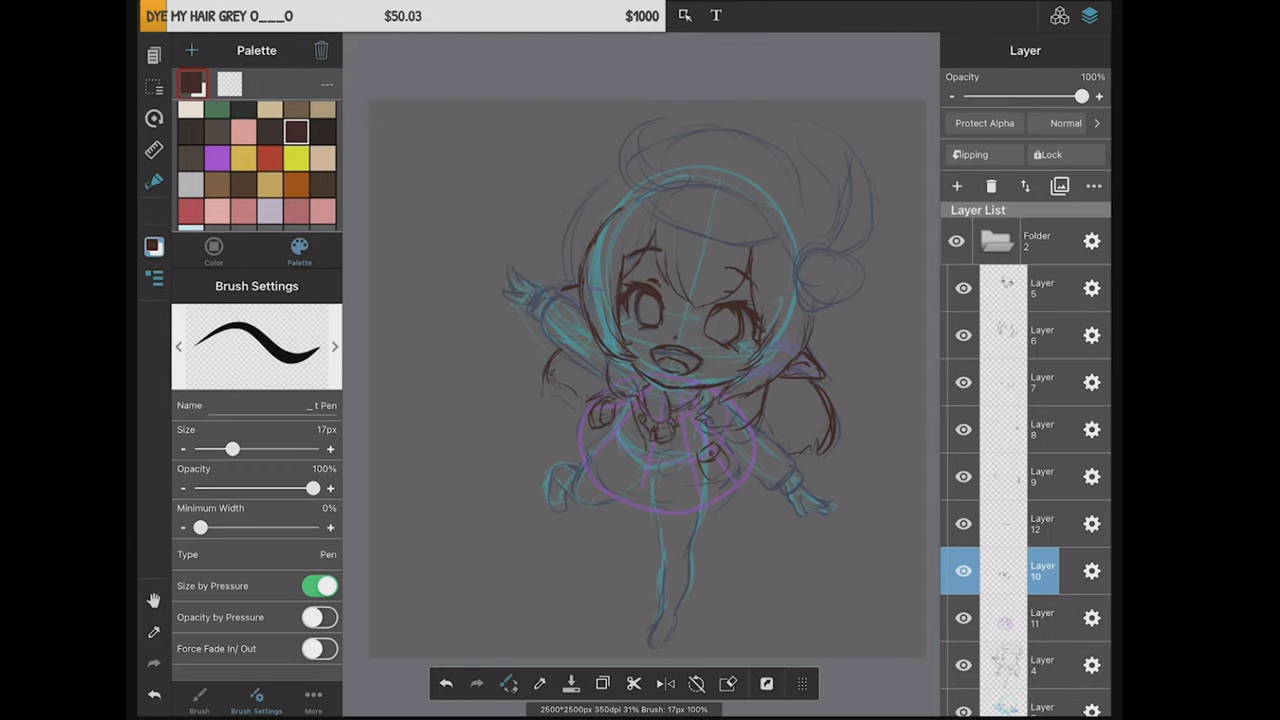 DYE MY HAIR GREY O___O $50.03 $1000
T
Palette
Layer
Opacity 100%
- +
Protect Alpha Normal
Clipping Lock
Layer List
Folder 2
Layer 5
Layer 6
Layer 7
Layer 8
Layer 9
Layer 12
Layer 10
Layer 11
Layer 4
Color Palette
Brush Settings
Name _ t Pen
Size 17px
- +
Opacity 100%
- +
Minimum Width 0%
- +
Type Pen
Size by Pressure
Opacity by Pressure
Force Fade In/ Out
Brush Brush Settings More
2500*2500px 350dpi 31% Brush: 17px 100%